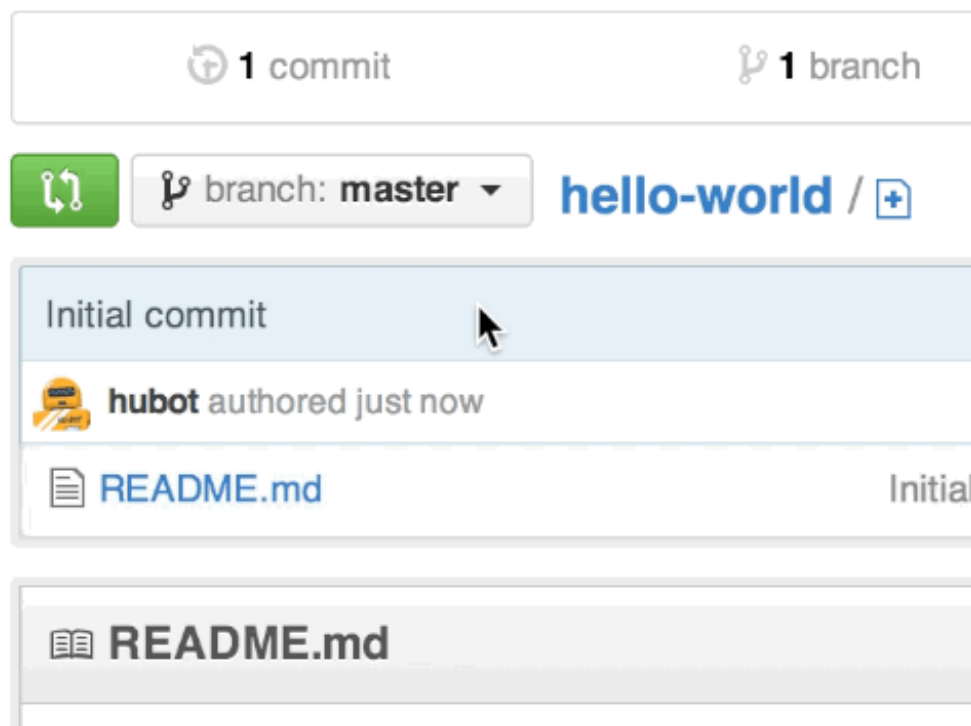 1 commit
1 branch
branch: master
hello-world /
Initial commit
hubot authored just now
README.md
Initial
README.md